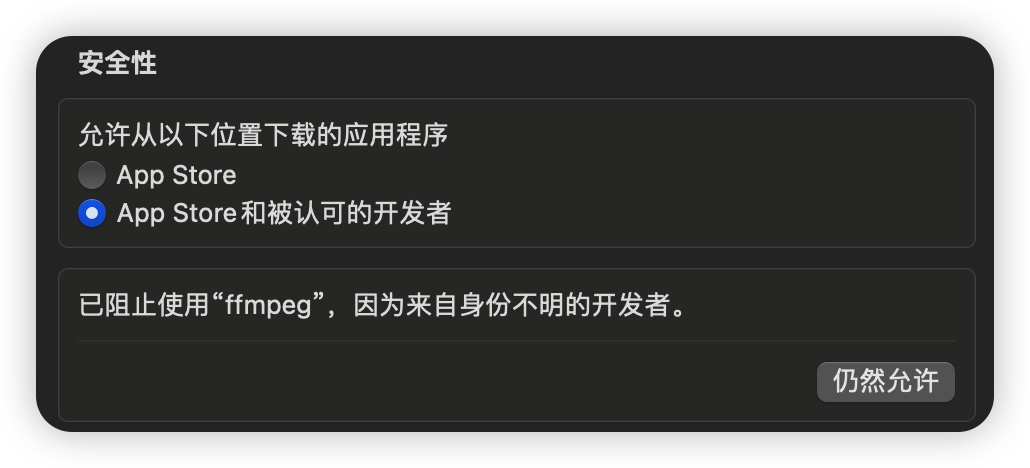 安全性
允许从以下位置下载的应用程序
App Store
App Store和被认可的开发者
已阻止使用“ffmpeg”，因为来自身份不明的开发者。
仍然允许